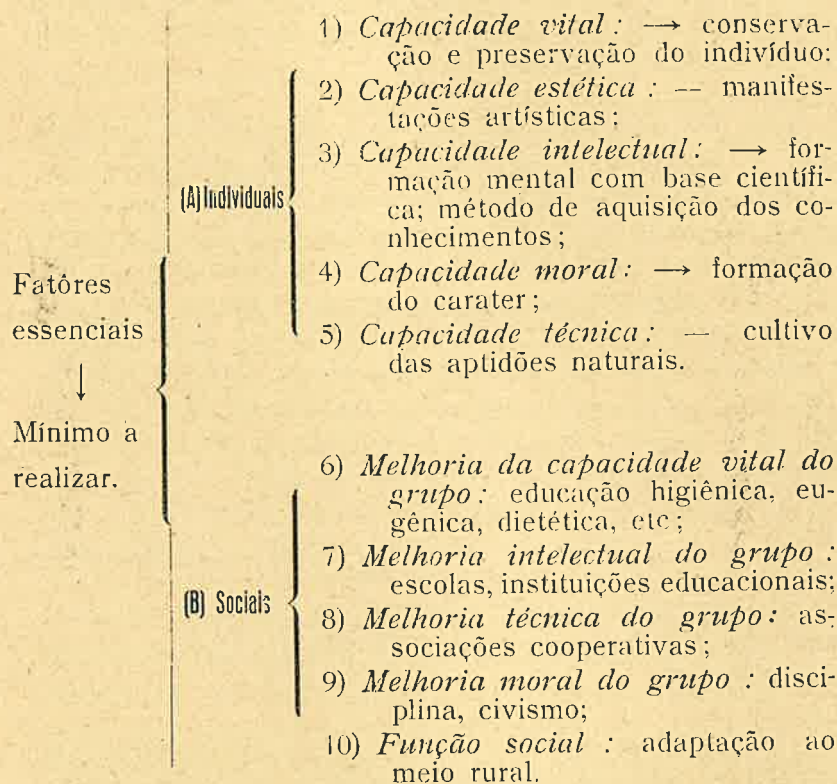 Fatôres
essenciais
↓
Mínimo a
realizar.
(A) Individuais
1) Capacidade vital: → conserva-
ção e preservação do indivíduo:
2) Capacidade estética : — manifes-
tações artísticas;
3) Capacidade intelectual: → for-
mação mental com base científi-
ca; método de aquisição dos co-
nhecimentos;
4) Capacidade moral: → formação
do carater;
5) Capacidade técnica: — cultivo
das aptidões naturais.
(B) Sociais
6) Melhoria da capacidade vital do
grupo: educação higiênica, eu-
gênica, dietética, etc;
7) Melhoria intelectual do grupo :
escolas, instituições educacionais;
8) Melhoria técnica do grupo: as-
sociações cooperativas;
9) Melhoria moral do grupo : disci-
plina, civismo;
10) Função social : adaptação ao
meio rural.